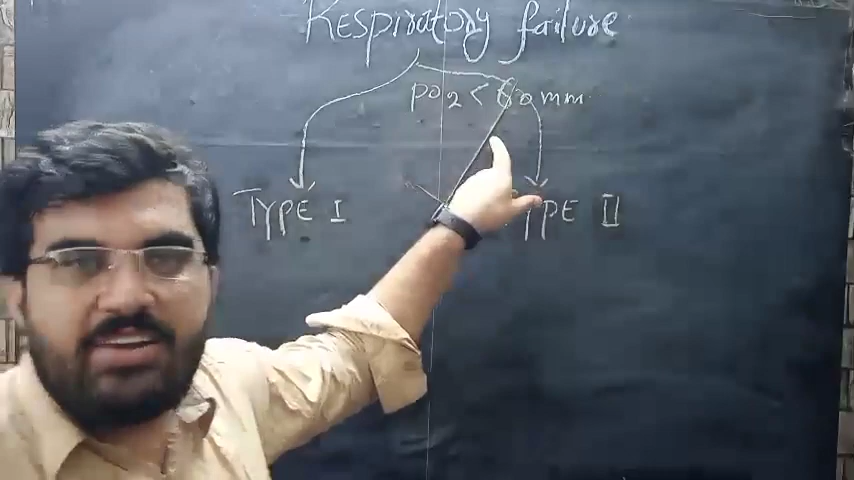 Respiratory failure
PO2 < 60 mm
TYPE I
TYPE II